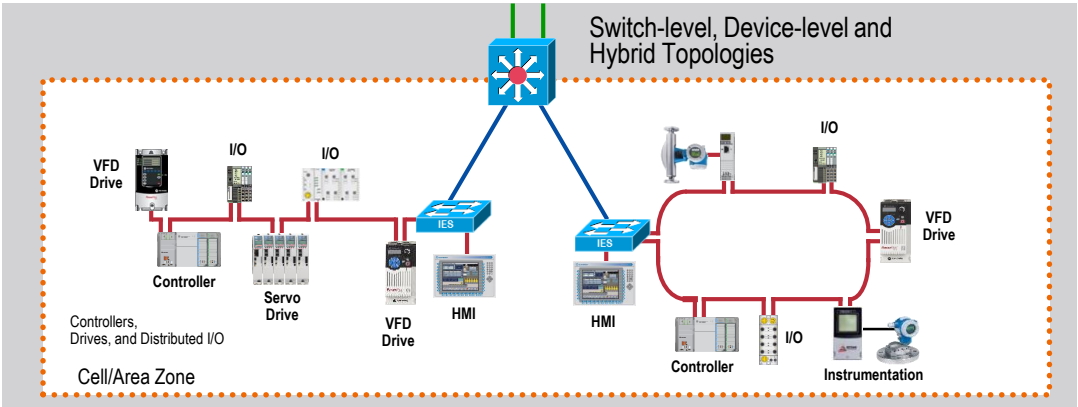 Switch-level, Device-level and
Hybrid Topologies
VFD
Drive
I/O
I/O
Controller
Servo
Drive
VFD
Drive
IES
HMI
Controllers,
Drives, and Distributed I/O
Cell/Area Zone
IES
HMI
I/O
VFD
Drive
Controller
I/O
Instrumentation